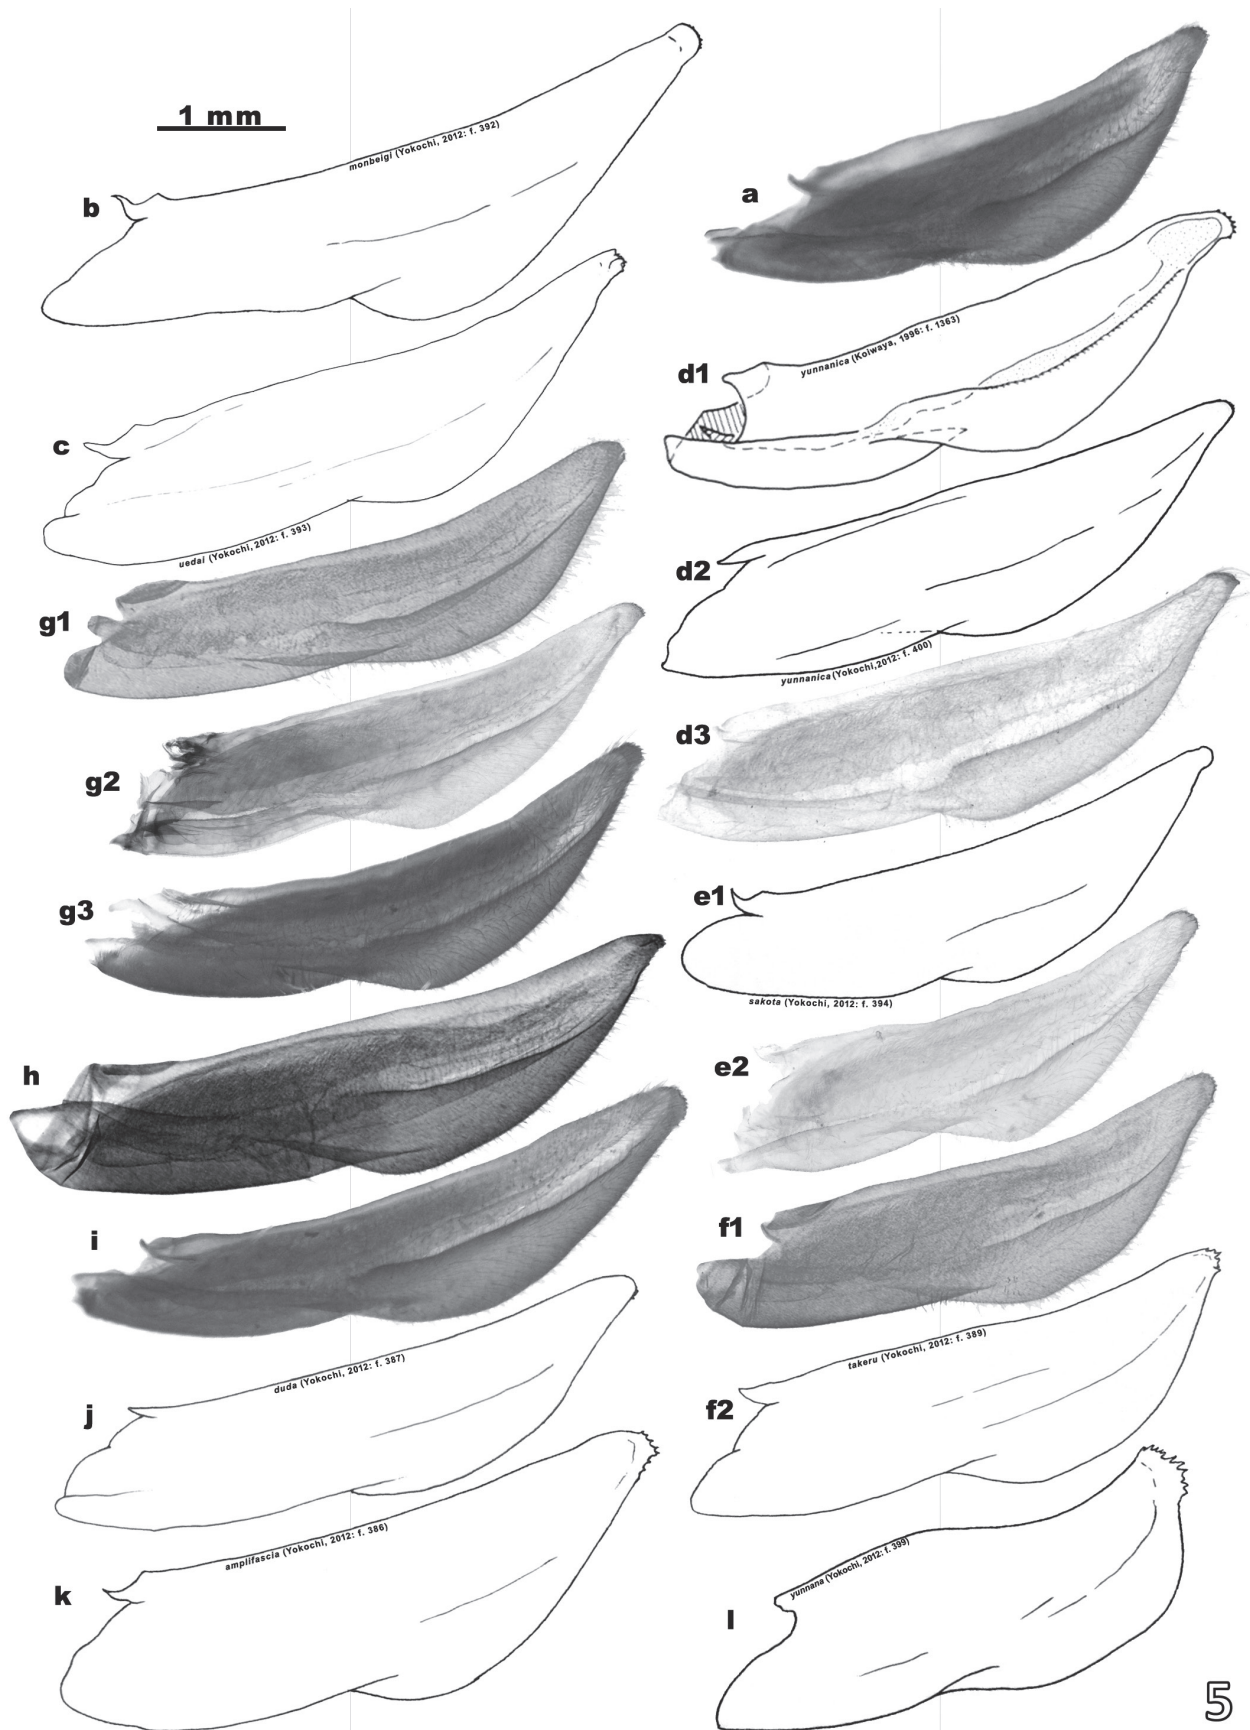 1 mm
monbeigi (Yokochi, 2012: f. 392)
b
a
yunnanica (Koiwaya, 1996: f. 1363)
d1
c
uedai (Yokochi, 2012: f. 393)
d2
yunnanica (Yokochi, 2012: f. 400)
g1
d3
g2
e1
g3
sakota (Yokochi, 2012: f. 394)
h
e2
i
f1
duda (Yokochi, 2012: f. 387)
takeru (Yokochi, 2012: f. 389)
j
f2
amplifascia (Yokochi, 2012: f. 386)
yunnana (Yokochi, 2012: f. 399)
k
l
5